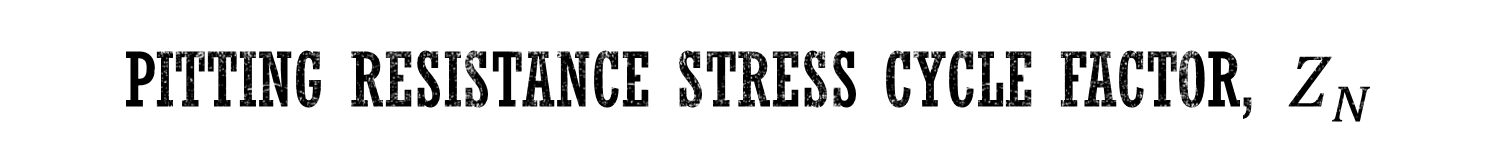 PITTING RESISTANCE STRESS CYCLE FACTOR, Z_N